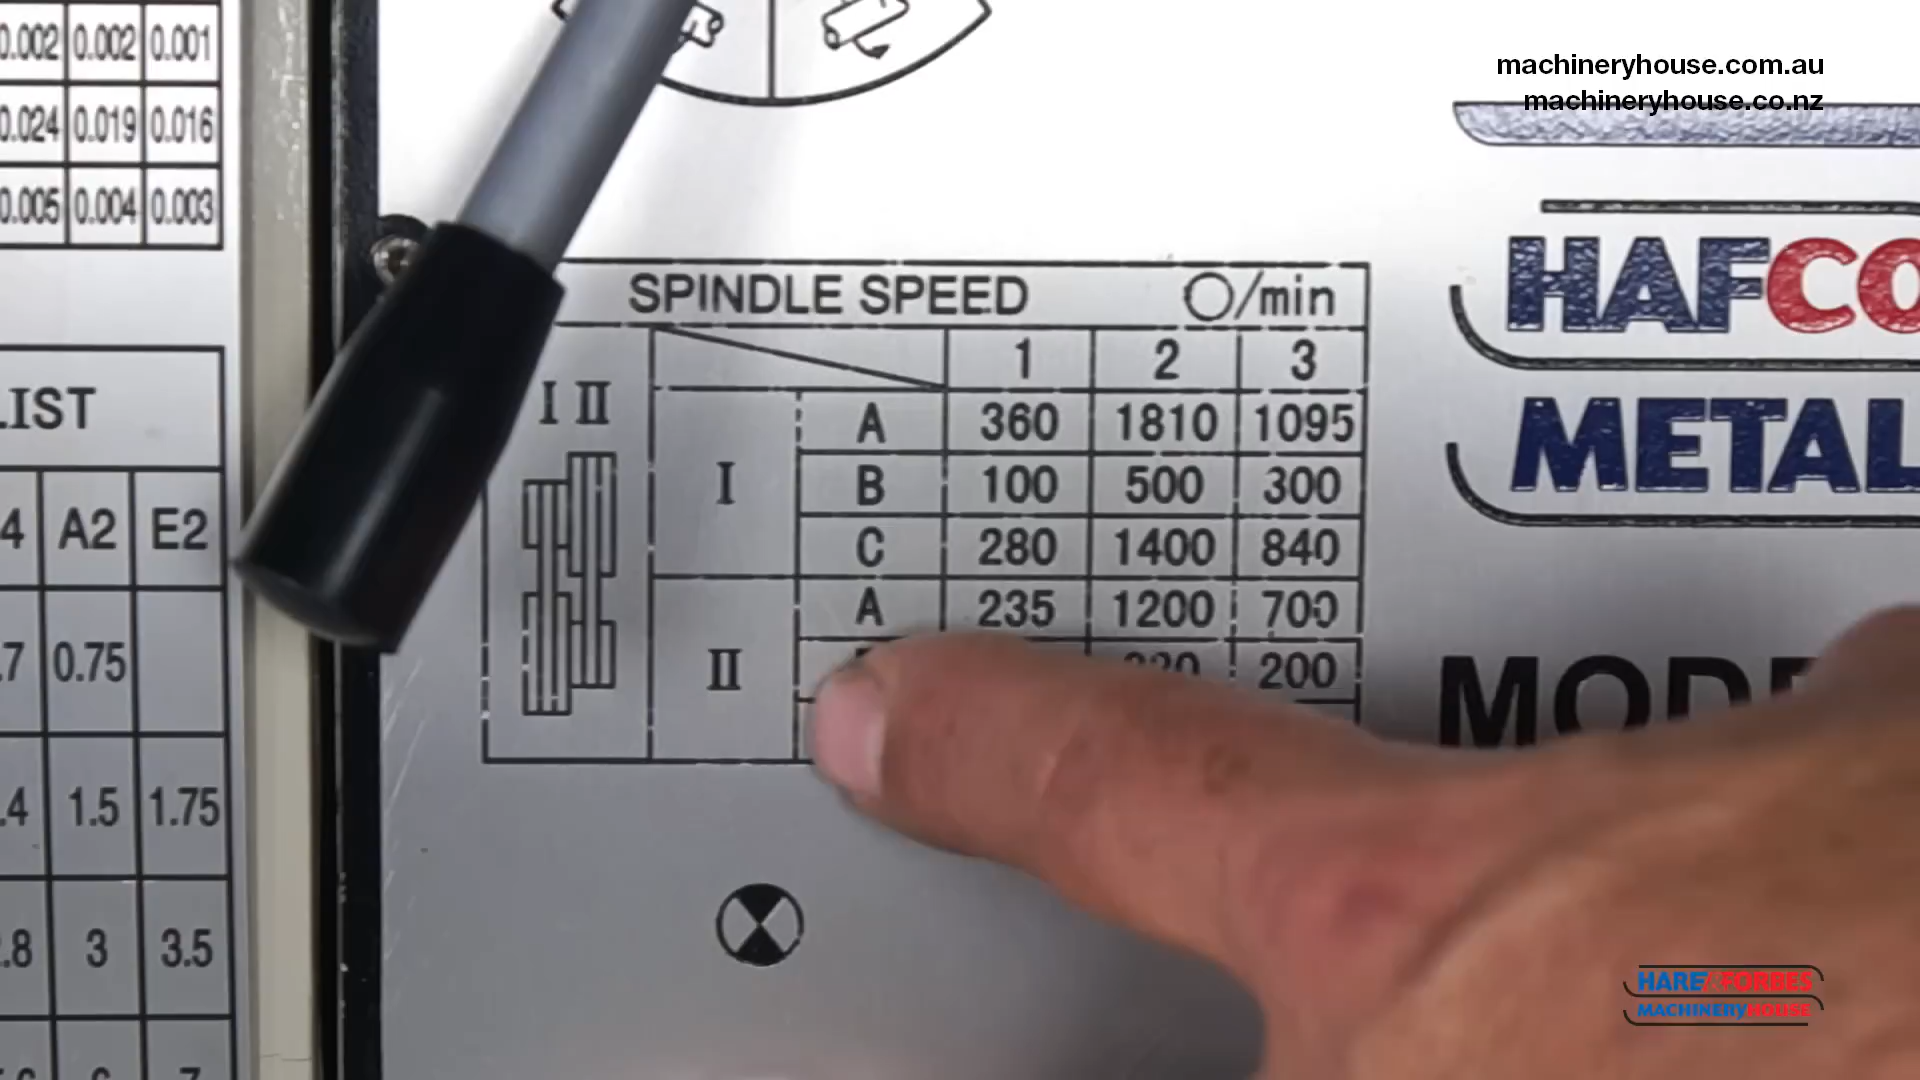 machineryhouse.com.au
machineryhouse.co.nz
0.002 0.002 0.001
0.024 0.019 0.016
0.005 0.004 0.003
LIST
A2 E2
0.75
1.5 1.75
3 3.5
SPINDLE SPEED ○/min
1 2 3
I II
I
A 360 1810 1095
B 100 500 300
C 280 1400 840
II
A 235 1200 700
200
HAFCO
METAL
HARE&FORBES
MACHINERYHOUSE